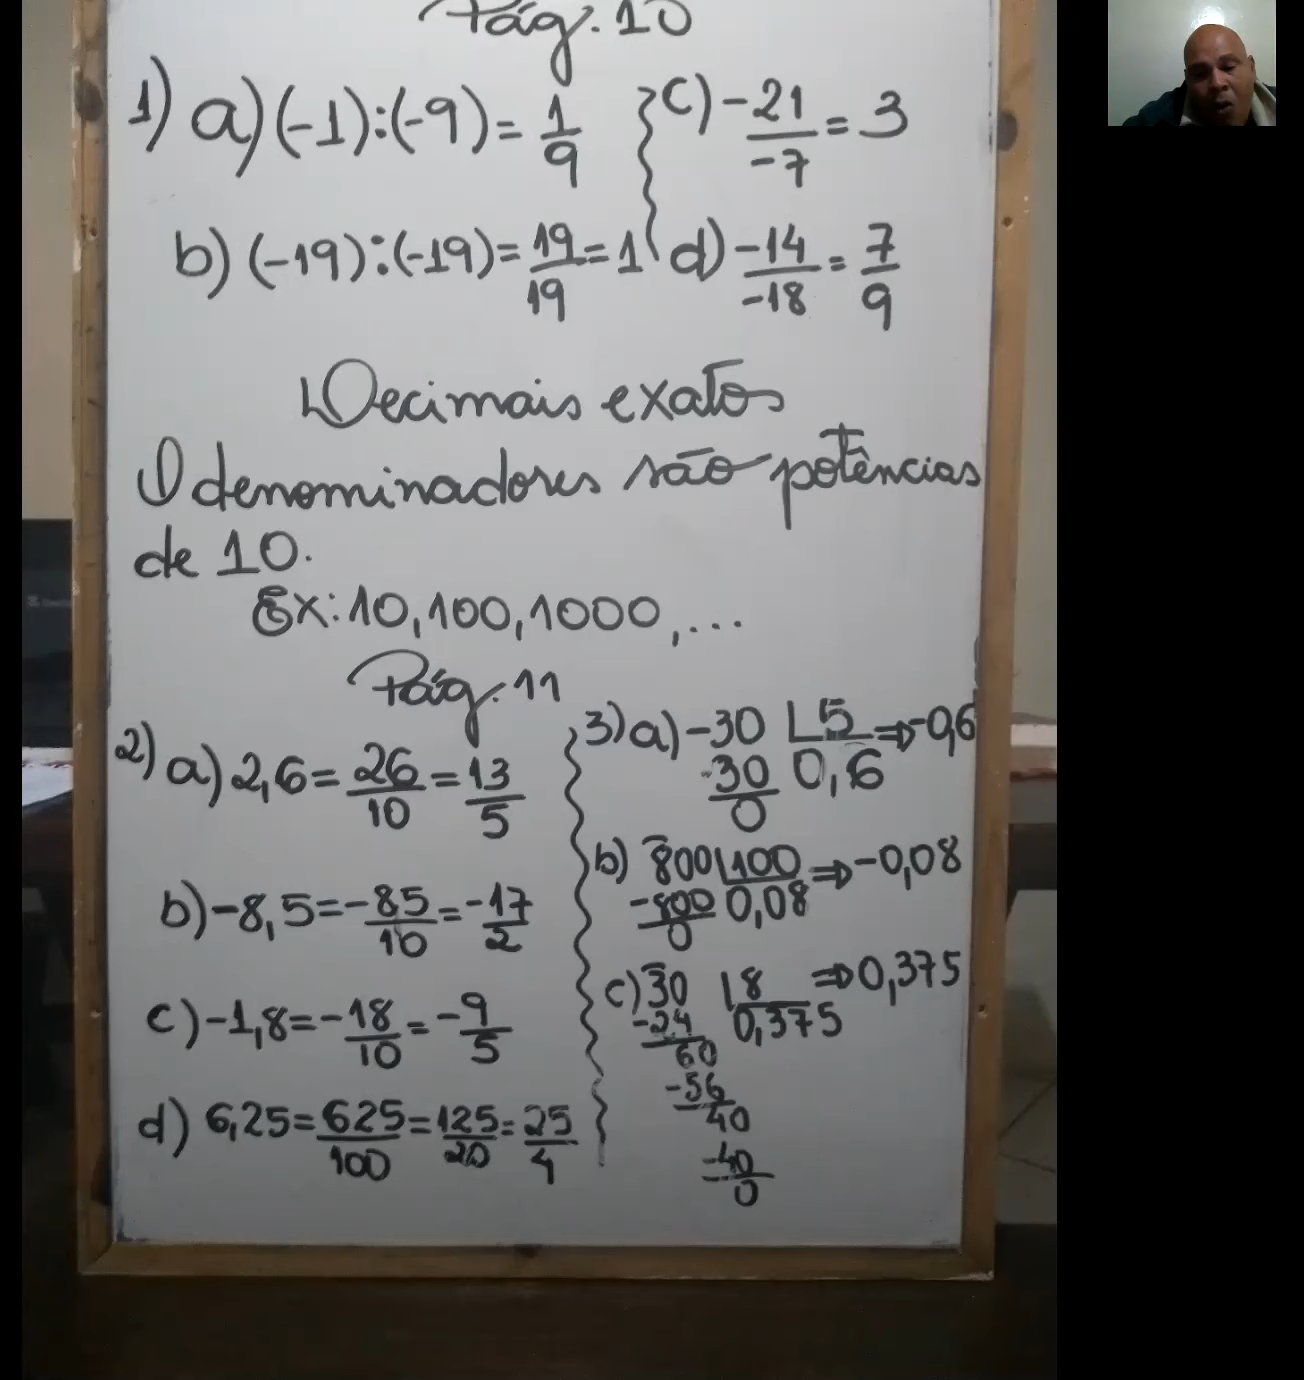 Pág. 10
1) a) (-1):(-9) = 1/9
b) (-19):(-19) = 19/19 = 1
c) -21/-7 = 3
d) -14/-18 = 7/9
Decimais exatos
O denominadores são potências
de 10.
Ex: 10, 100, 1000, ...
Pág. 11
2) a) 2,6 = 26/10 = 13/5
b) -8,5 = -85/10 = -17/2
c) -1,8 = -18/10 = -9/5
d) 6,25 = 625/100 = 125/20 = 25/4
3) a) -30 | 5 ⇒ -0,6
-30 0,6
0
b) 800 | 100 ⇒ -0,08
-800 0,08
0
c) 30 | 8 ⇒ 0,375
-24 0,375
60
-56
40
-40
0